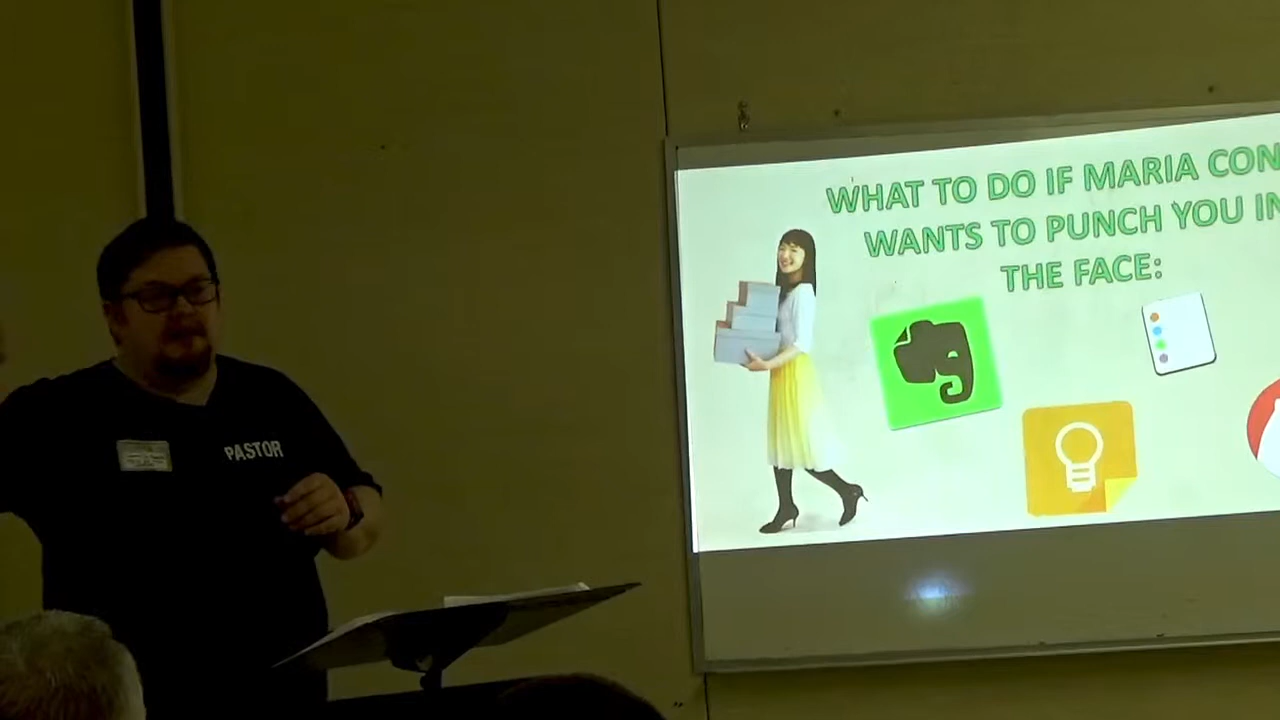 WHAT TO DO IF MARIA CON
WANTS TO PUNCH YOU IN
THE FACE:
PASTOR